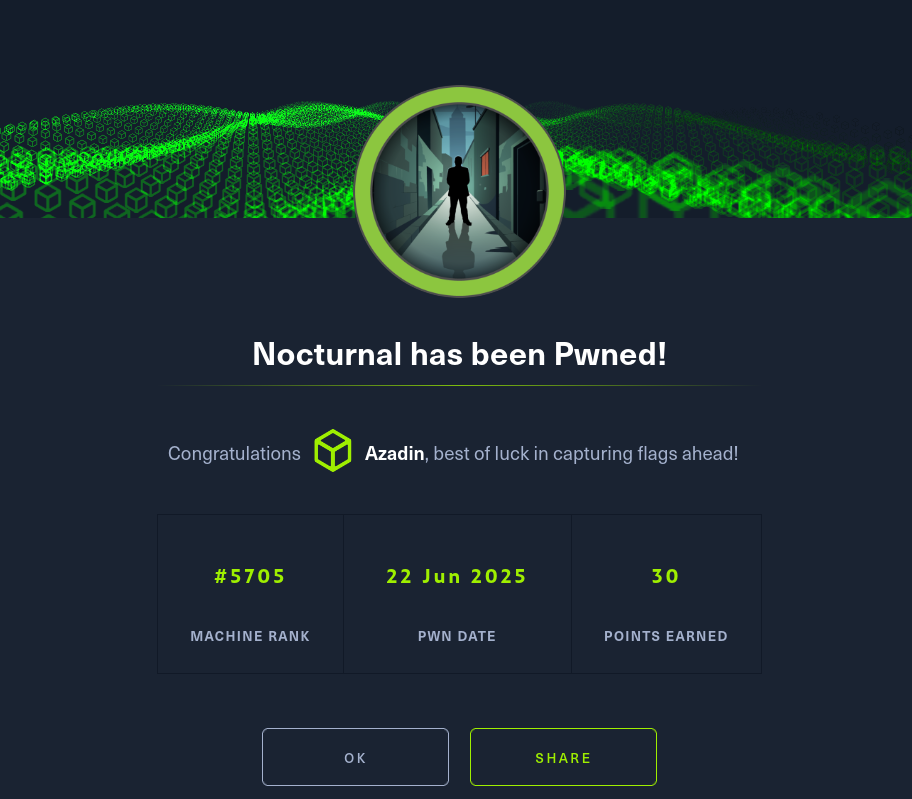 Nocturnal has been Pwned!
Congratulations Azadin, best of luck in capturing flags ahead!
#5705 22 Jun 2025 30
MACHINE RANK PWN DATE POINTS EARNED
OK SHARE